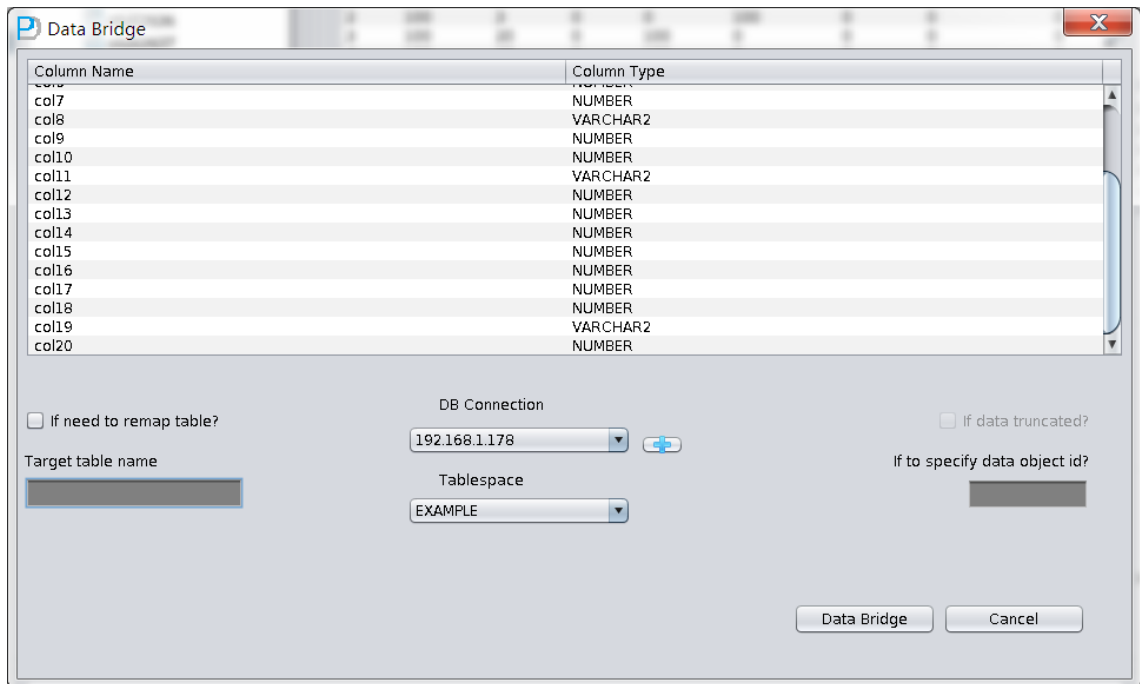 Data Bridge
Column Name Column Type
col7 NUMBER
col8 VARCHAR2
col9 NUMBER
col10 NUMBER
col11 VARCHAR2
col12 NUMBER
col13 NUMBER
col14 NUMBER
col15 NUMBER
col16 NUMBER
col17 NUMBER
col18 NUMBER
col19 VARCHAR2
col20 NUMBER
If need to remap table?
Target table name
DB Connection
192.168.1.178
Tablespace
EXAMPLE
If data truncated?
If to specify data object id?
Data Bridge Cancel